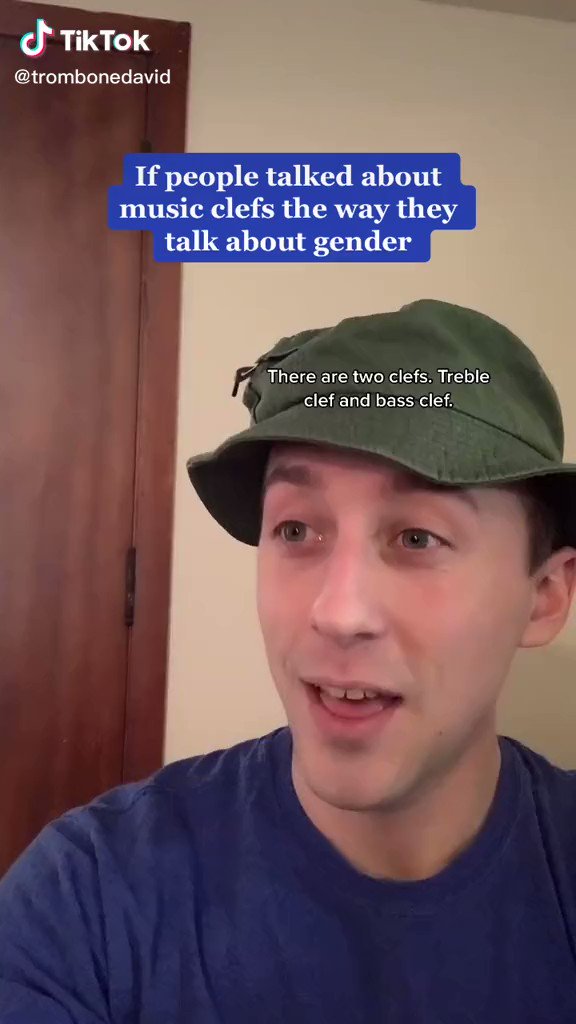 TikTok
@trombonedavid
If people talked about
music clefs the way they
talk about gender
There are two clefs. Treble
clef and bass clef.